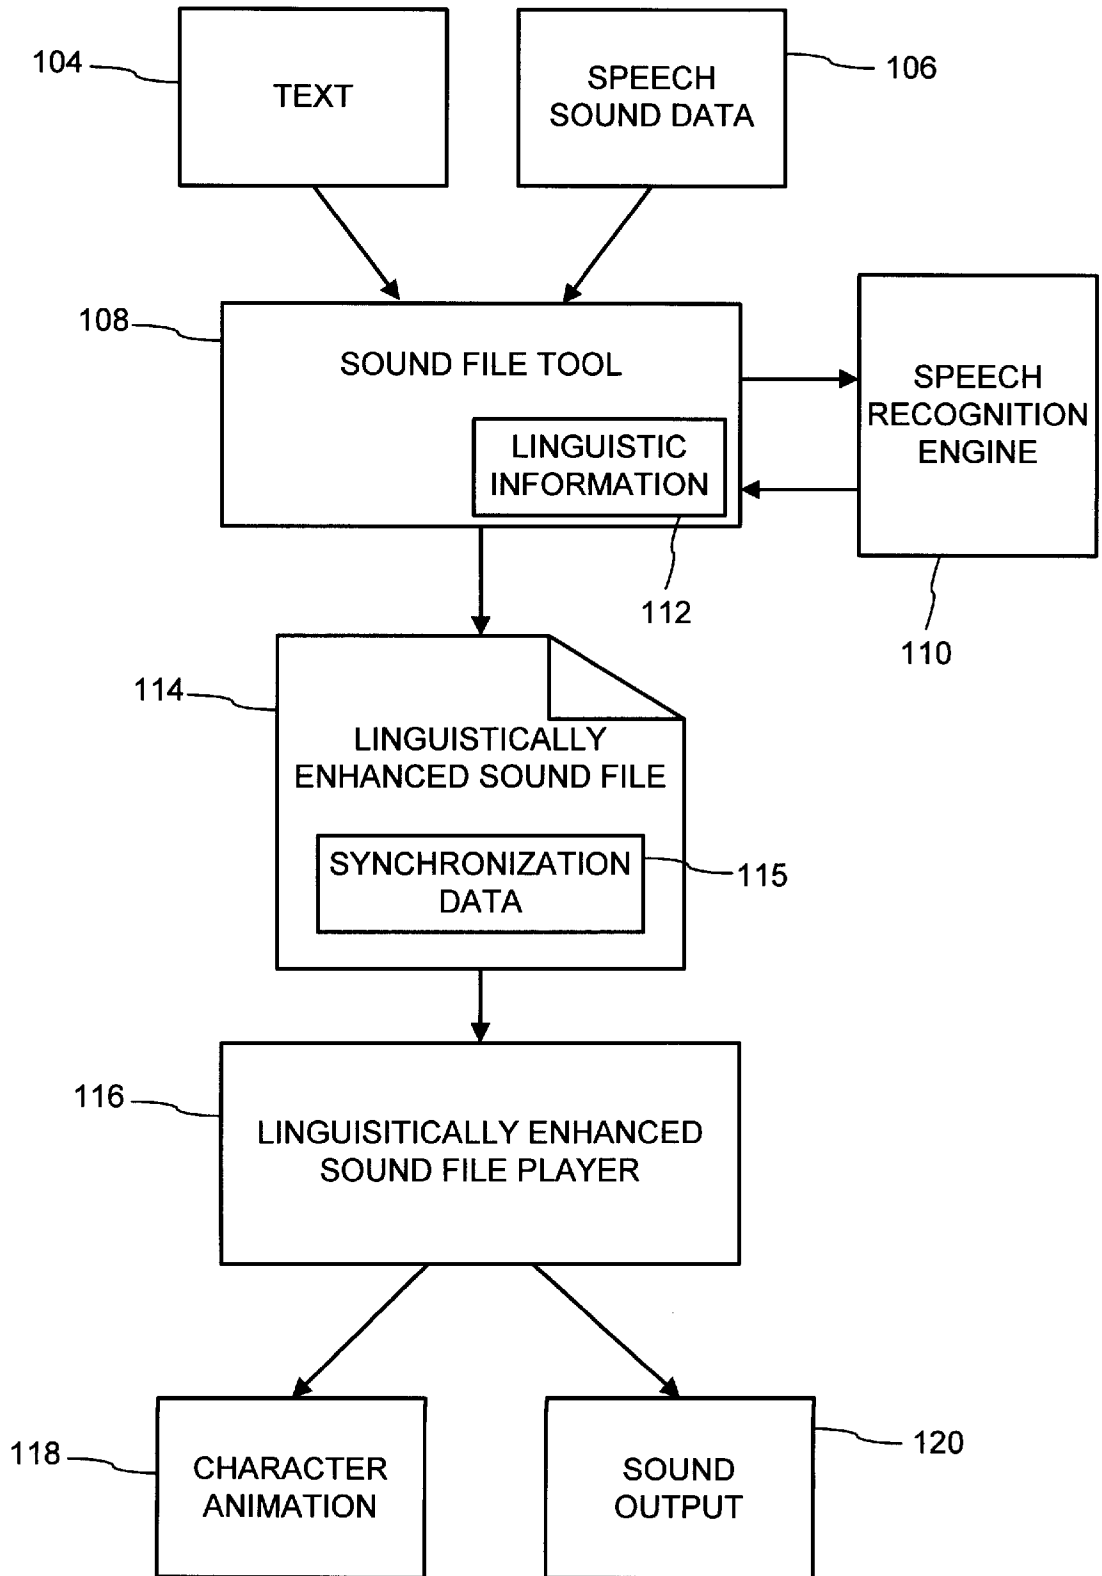 104
TEXT
SPEECH
SOUND DATA
106
108
SOUND FILE TOOL
LINGUISTIC
INFORMATION
112
SPEECH
RECOGNITION
ENGINE
110
114
LINGUISTICALLY
ENHANCED SOUND FILE
SYNCHRONIZATION
DATA
115
116
LINGUISITICALLY ENHANCED
SOUND FILE PLAYER
118
CHARACTER
ANIMATION
SOUND
OUTPUT
120